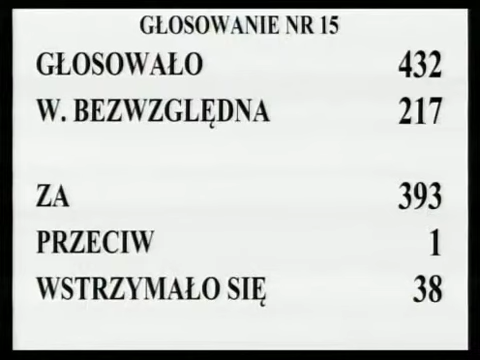 GŁOSOWANIE NR 15
GŁOSOWAŁO 432
W. BEZWZGLĘDNA 217
ZA 393
PRZECIW 1
WSTRZYMAŁO SIĘ 38